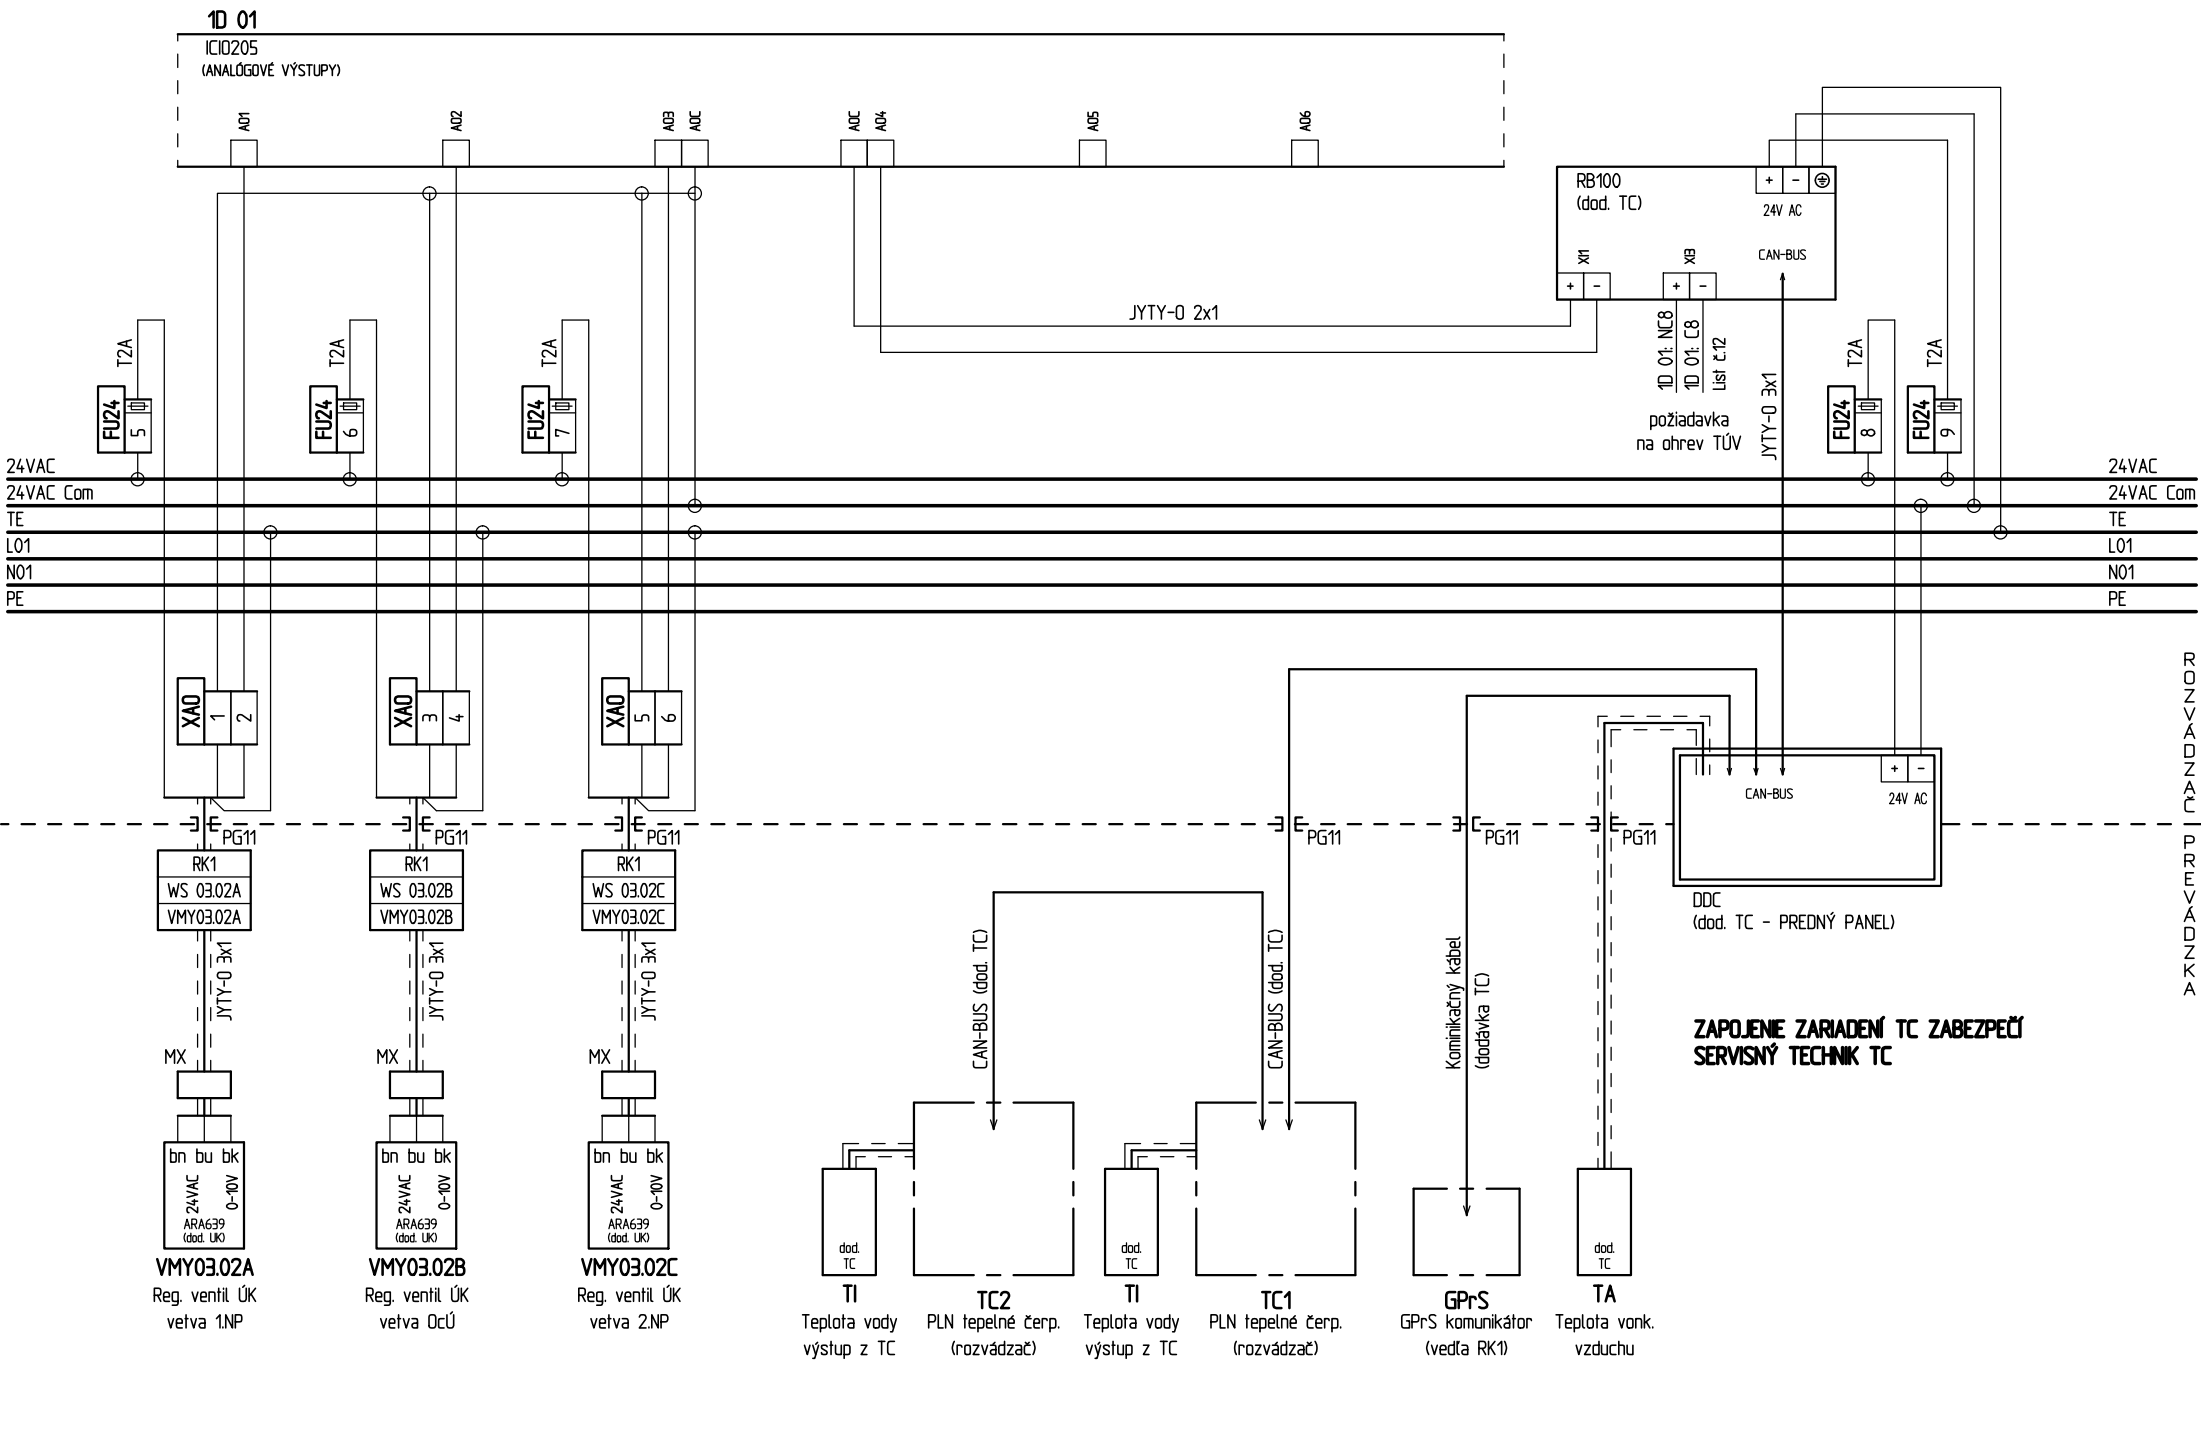 1D 01
ICIO205
(ANALÓGOVÉ VÝSTUPY)
AO1
AO2
AO3
AOC
AOC
AO4
AO5
AO6
RB100
(dod. TC)
+
-
24V AC
CAN-BUS
XI1
XI3
+
-
+
-
JYTY-O 2x1
1D 01: NC8
1D 01: C8
List č.12
požiadavka
na ohrev TÚV
JYTY-O 3x1
T2A
T2A
T2A
T2A
T2A
FU24
5
FU24
6
FU24
7
FU24
8
FU24
9
24VAC
24VAC
24VAC Com
24VAC Com
TE
TE
L01
L01
N01
N01
PE
PE
XAO
1
2
XAO
3
4
XAO
5
6
ROZVÁDZAČ
PREVÁDZKA
+
-
CAN-BUS
24V AC
PG11
PG11
PG11
PG11
PG11
PG11
DDC
(dod. TC - PREDNÝ PANEL)
RK1
WS 03.02A
VMY03.02A
RK1
WS 03.02B
VMY03.02B
RK1
WS 03.02C
VMY03.02C
JYTY-O 3x1
JYTY-O 3x1
JYTY-O 3x1
CAN-BUS (dod. TC)
CAN-BUS (dod. TC)
Kominikačný kábel
(dodávka TC)
ZAPOJENIE ZARIADENÍ TC ZABEZPEČÍ
SERVISNÝ TECHNIK TC
MX
MX
MX
bn bu bk
24VAC
0-10V
ARA639
(dod. UK)
bn bu bk
24VAC
0-10V
ARA639
(dod. UK)
bn bu bk
24VAC
0-10V
ARA639
(dod. UK)
dod.
TC
dod.
TC
dod.
TC
VMY03.02A
Reg. ventil ÚK
vetva 1.NP
VMY03.02B
Reg. ventil ÚK
vetva OcÚ
VMY03.02C
Reg. ventil ÚK
vetva 2.NP
TI
Teplota vody
výstup z TC
TC2
PLN tepelné čerp.
(rozvádzač)
TI
Teplota vody
výstup z TC
TC1
PLN tepelné čerp.
(rozvádzač)
GPrS
GPrS komunikátor
(vedľa RK1)
TA
Teplota vonk.
vzduchu